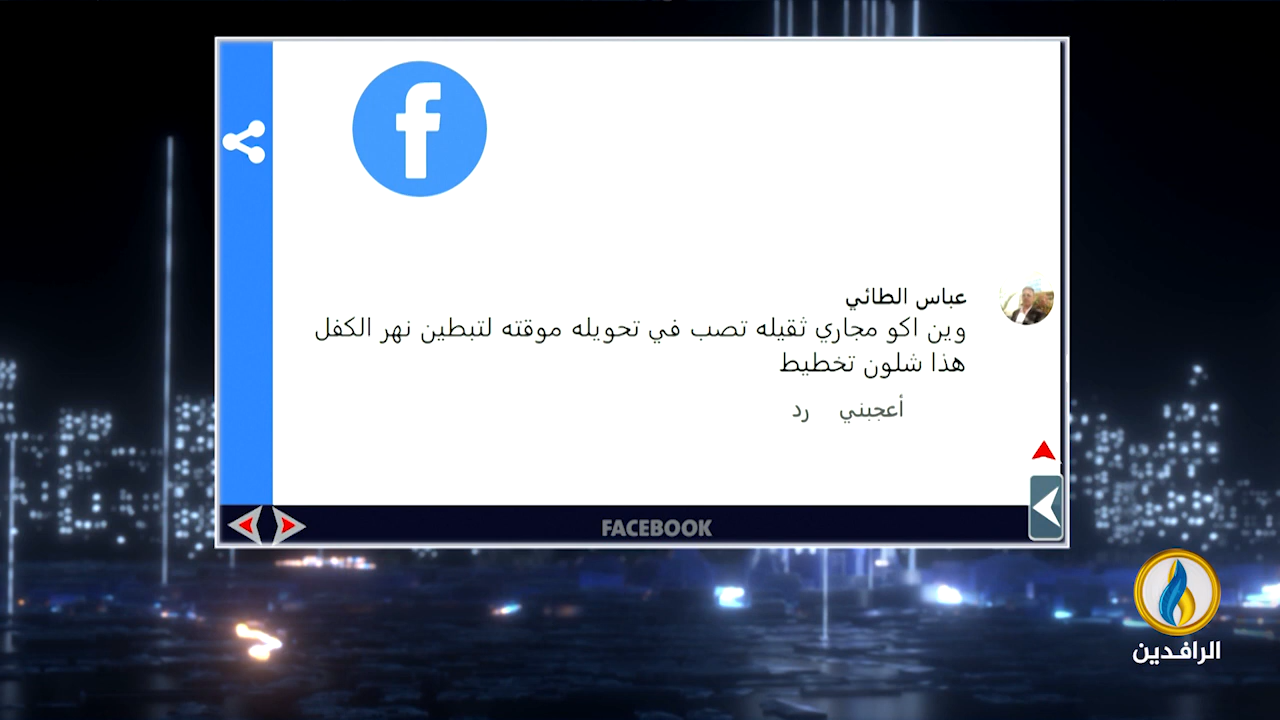 عباس الطائي
وين اكو مجاري ثقيله تصب في تحويله موقته لتبطين نهر الكفل
هذا شلون تخطيط
أعجبني رد
FACEBOOK
الرافدين